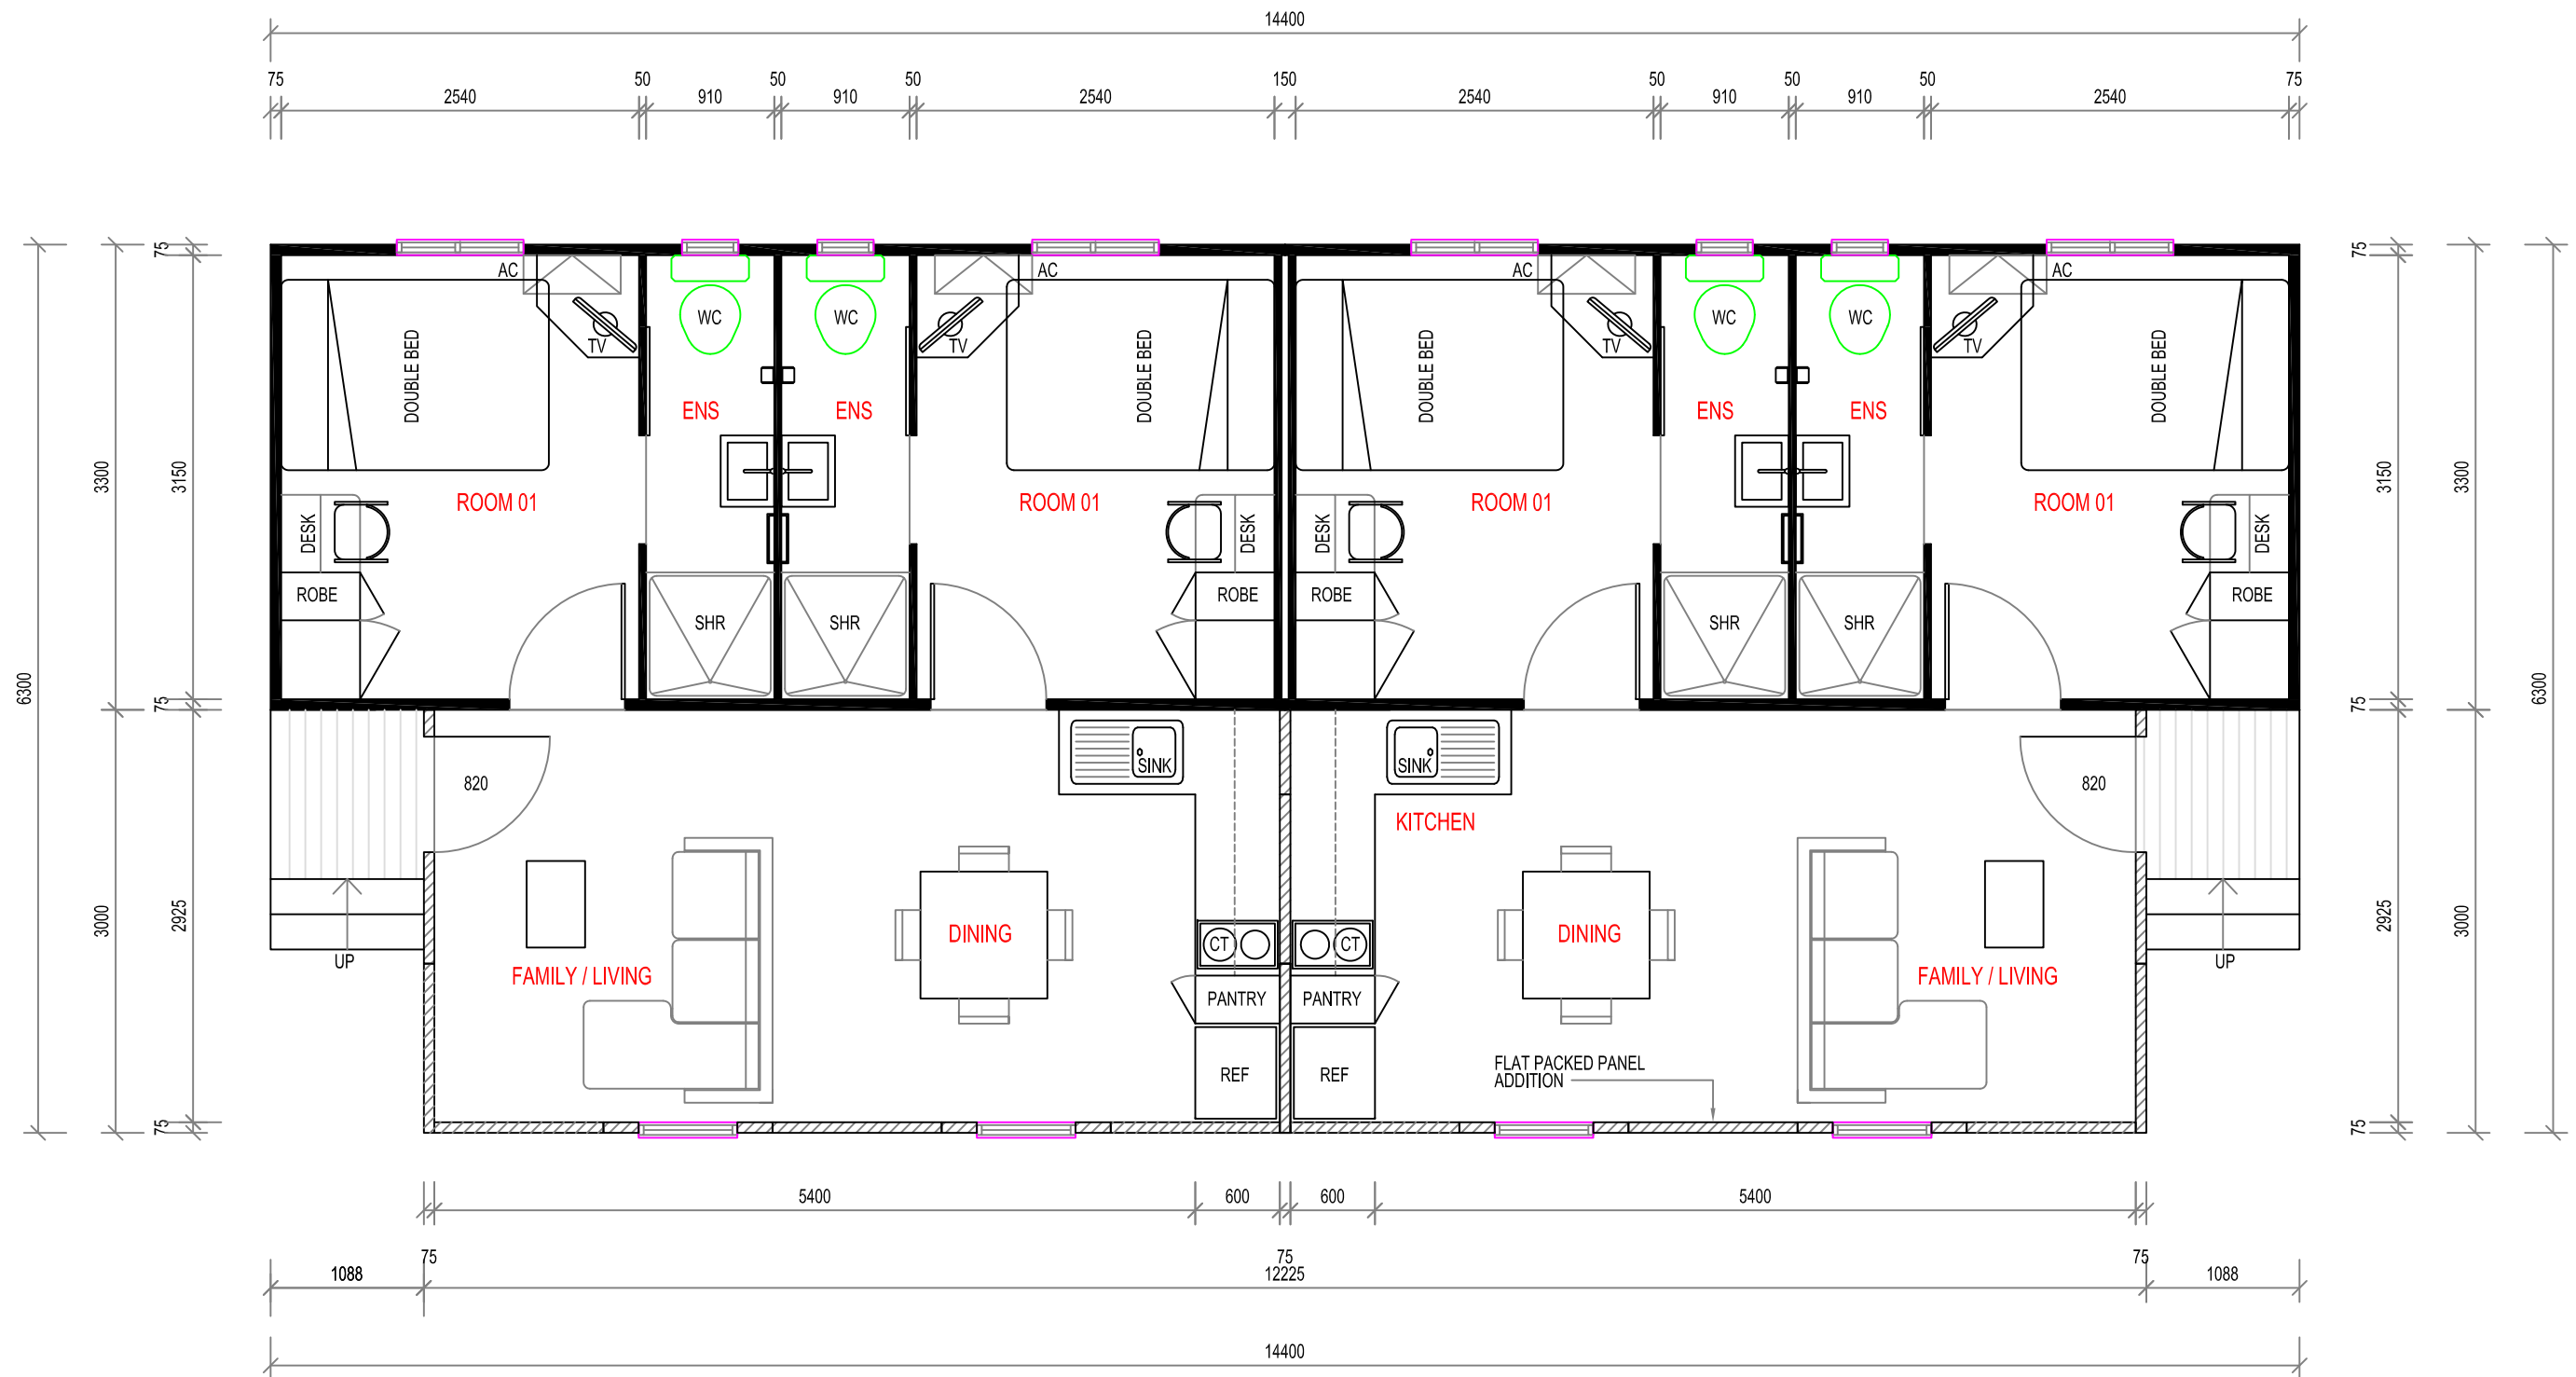 14400
75 50 50 50 150 50 50 50 75
2540 910 910 2540 2540 910 910 2540
75 75
AC AC AC AC
WC WC WC WC
TV TV TV TV
DOUBLE BED DOUBLE BED DOUBLE BED DOUBLE BED
ENS ENS ENS ENS
3300 3150 3150 3300
ROOM 01 ROOM 01 ROOM 01 ROOM 01
DESK DESK DESK DESK
ROBE ROBE ROBE ROBE
SHR SHR SHR SHR
6300 6300
75 75
SINK SINK
820 820
KITCHEN
3000 2925 2925 3000
DINING DINING
CT CT
UP UP
FAMILY / LIVING FAMILY / LIVING
PANTRY PANTRY
FLAT PACKED PANEL
ADDITION
REF REF
75 75
5400 600 600 5400
75 75 75
1088 12225 1088
14400